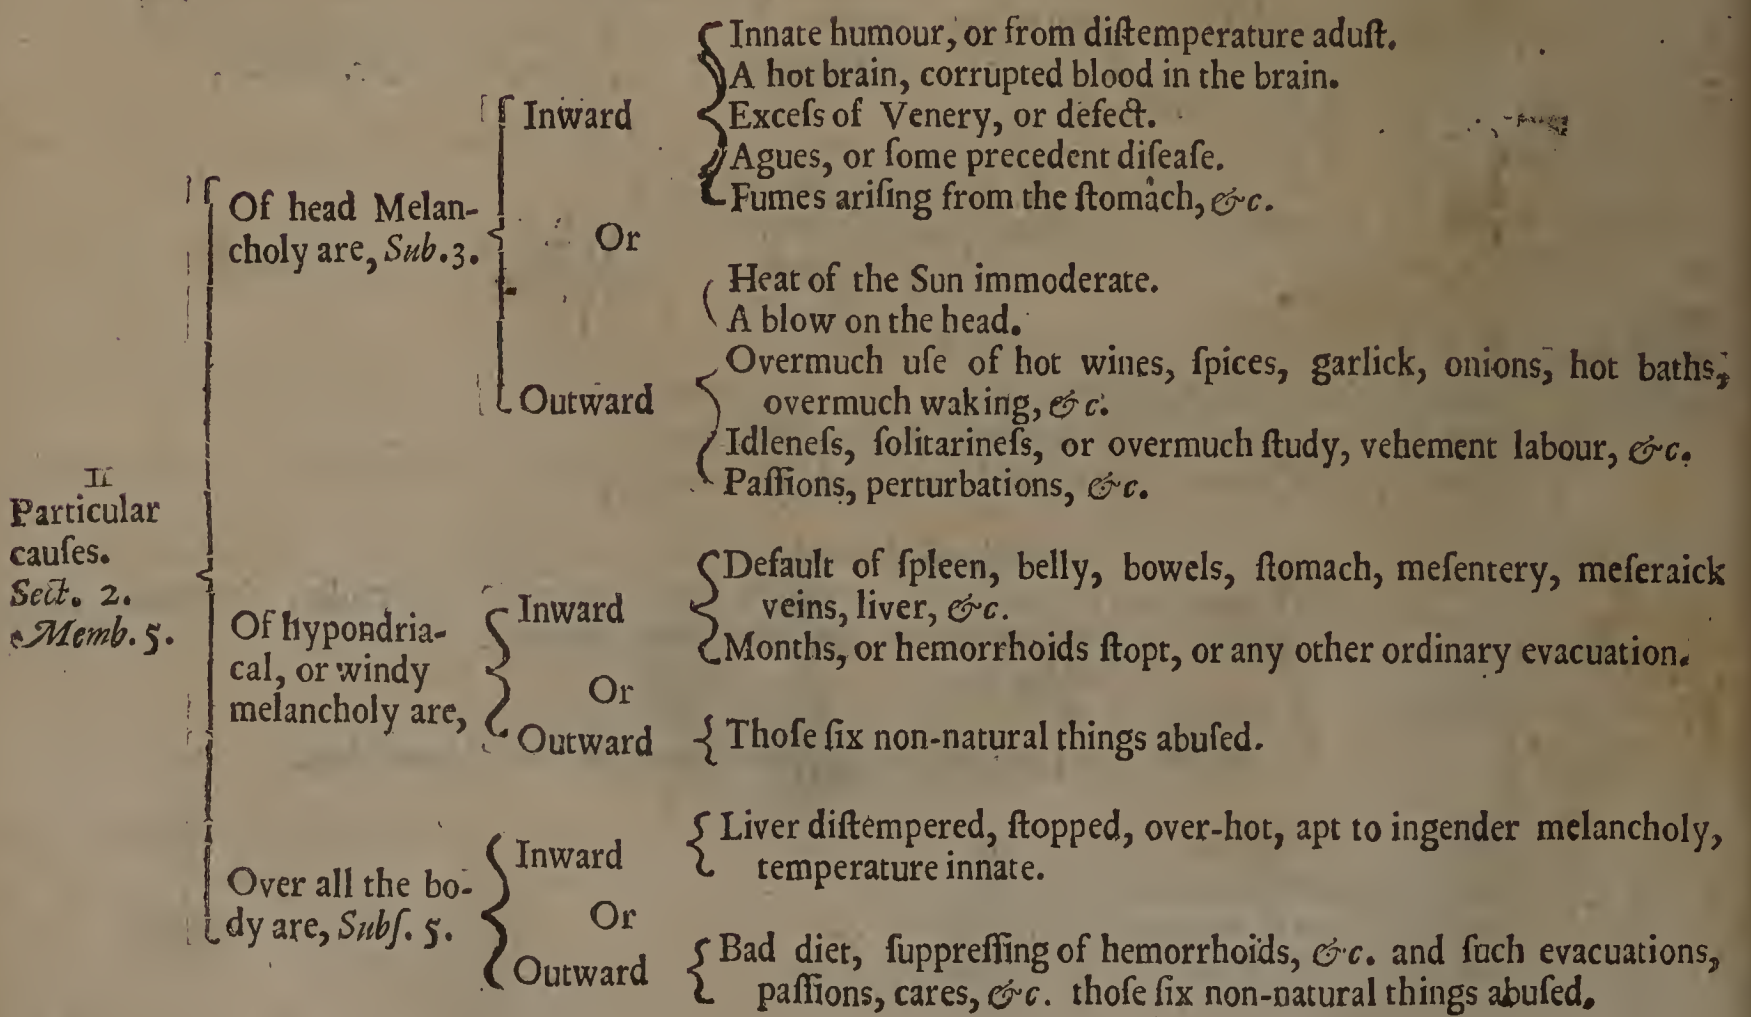 Innate humour, or from diſtemperature aduſt.
A hot brain, corrupted blood in the brain.
Inward
Exceſs of Venery, or defect.
Agues, or ſome precedent diſeaſe.
Fumes ariſing from the ſtomach, &c.
Of head Melan-
choly are, Sub.3.
Or
Heat of the Sun immoderate.
A blow on the head.
Overmuch uſe of hot wines, ſpices, garlick, onions, hot baths,
overmuch waking, &c.
Outward
Idleneſs, ſolitarineſs, or overmuch ſtudy, vehement labour, &c.
Paſſions, perturbations, &c.
II
Particular
cauſes.
Sect. 2.
Memb. 5.
Of hypondria-
cal, or windy
melancholy are,
Inward
Default of ſpleen, belly, bowels, ſtomach, meſentery, meſeraick
veins, liver, &c.
Months, or hemorrhoids ſtopt, or any other ordinary evacuation.
Or
Outward
Thoſe ſix non-natural things abuſed.
Over all the bo-
dy are, Subſ. 5.
Inward
Liver diſtempered, ſtopped, over-hot, apt to ingender melancholy,
temperature innate.
Or
Outward
Bad diet, ſuppreſſing of hemorrhoids, &c. and ſuch evacuations,
paſſions, cares, &c. thoſe ſix non-natural things abuſed.